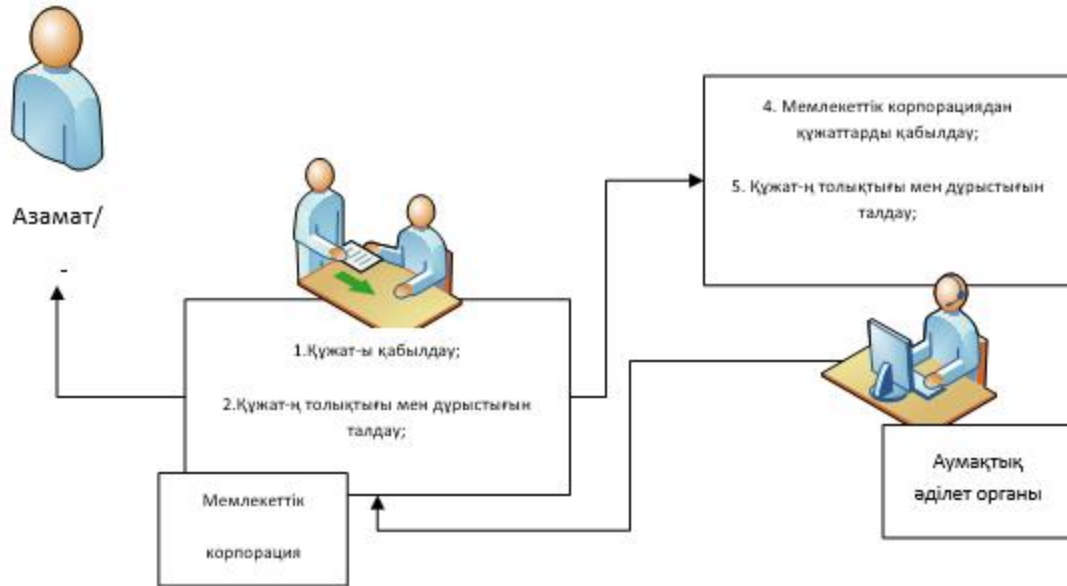 Азамат/
-
1.Құжат-ы қабылдау;
2.Құжат-ң толықтығы мен дұрыстығын
талдау;
Мемлекеттік
корпорация
4. Мемлекеттік корпорациядан
құжаттарды қабылдау;
5. Құжат-ң толықтығы мен дұрыстығын
талдау;
Аумақтық
әділет органы